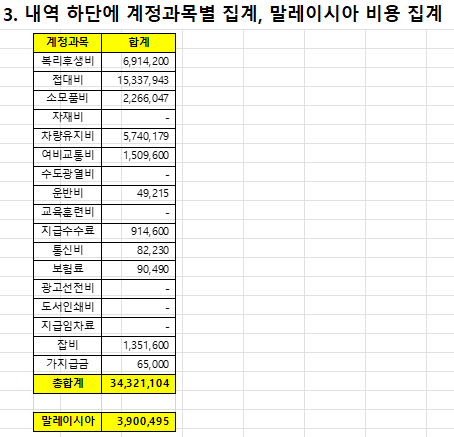 3. 내역 하단에 계정과목별 집계, 말레이시아 비용 집계
계정과목 합계
복리후생비 6,914,200
접대비 15,337,943
소모품비 2,266,047
자재비 -
차량유지비 5,740,179
여비교통비 1,509,600
수도광열비 -
운반비 49,215
교육훈련비 -
지급수수료 914,600
통신비 82,230
보험료 90,490
광고선전비 -
도서인쇄비 -
지급임차료 -
잡비 1,351,600
가지급금 65,000
총합계 34,321,104
말레이시아 3,900,495